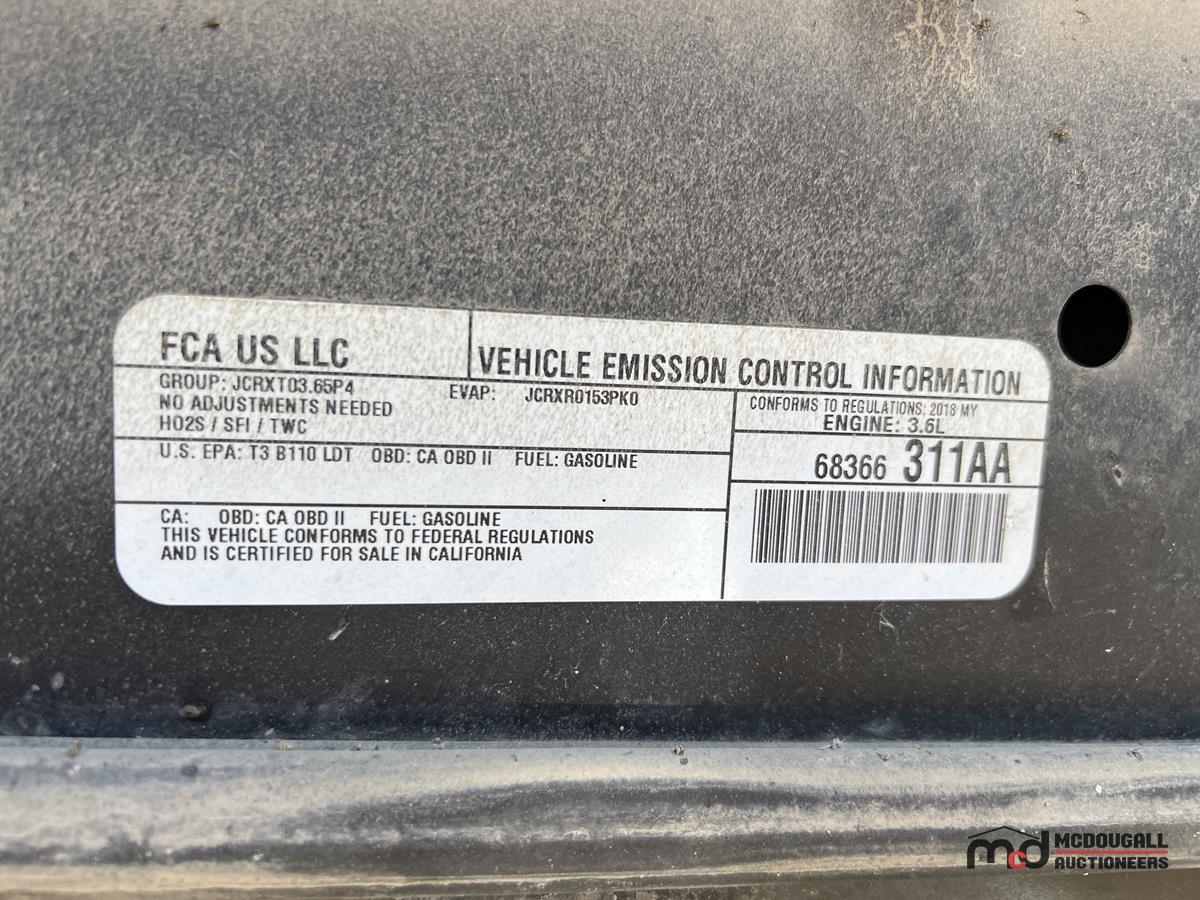 FCA US LLC
VEHICLE EMISSION CONTROL INFORMATION
GROUP: JCRXT03.65P4 EVAP: JCRXR0153PK0
NO ADJUSTMENTS NEEDED
HO2S / SFI / TWC
CONFORMS TO REGULATIONS: 2018 MY
ENGINE: 3.6L
U.S. EPA: T3 B110 LDT OBD: CA OBD II FUEL: GASOLINE
68366 311AA
CA: OBD: CA OBD II FUEL: GASOLINE
THIS VEHICLE CONFORMS TO FEDERAL REGULATIONS
AND IS CERTIFIED FOR SALE IN CALIFORNIA
mcd MCDOUGALL
AUCTIONEERS